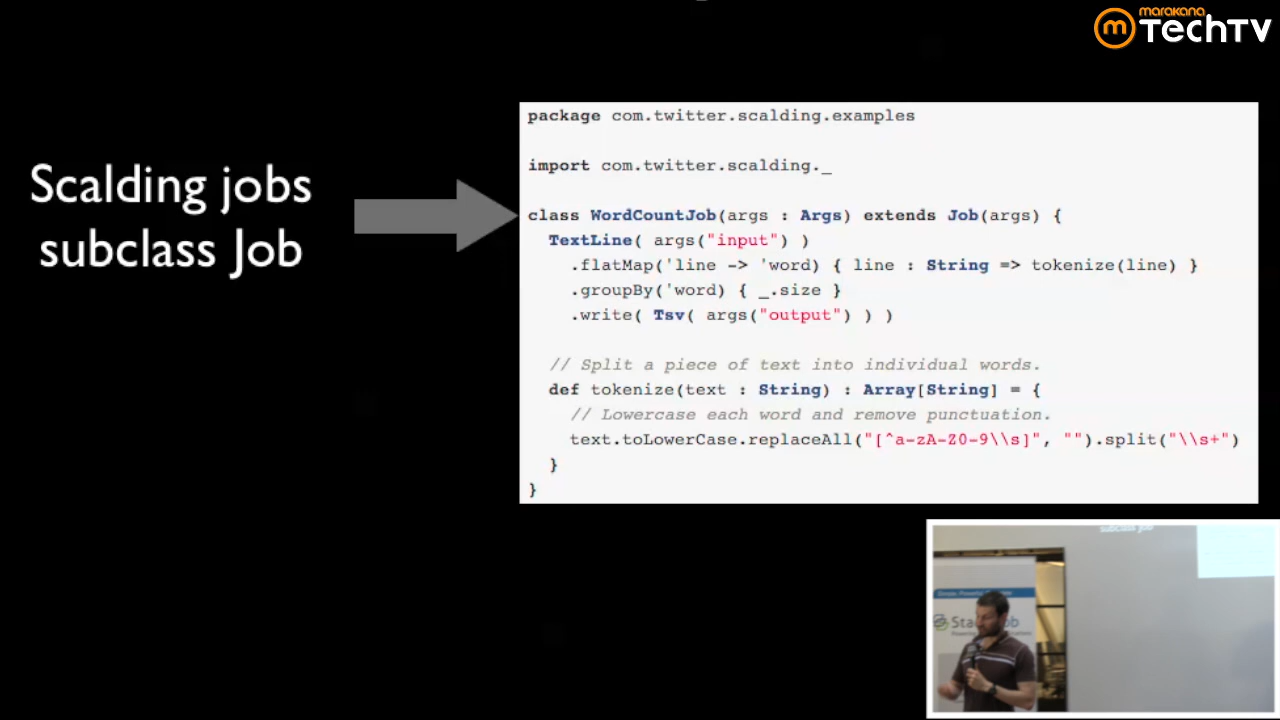 marakana
TechTV
Scalding jobs
subclass Job
package com.twitter.scalding.examples
import com.twitter.scalding._
class WordCountJob(args : Args) extends Job(args) {
TextLine( args("input") )
.flatMap('line -> 'word) { line : String => tokenize(line) }
.groupBy('word) { _.size }
.write( Tsv( args("output") ) )
// Split a piece of text into individual words.
def tokenize(text : String) : Array[String] = {
// Lowercase each word and remove punctuation.
text.toLowerCase.replaceAll("[^a-zA-Z0-9\\s]", "").split("\\s+")
}
}
subclass Job